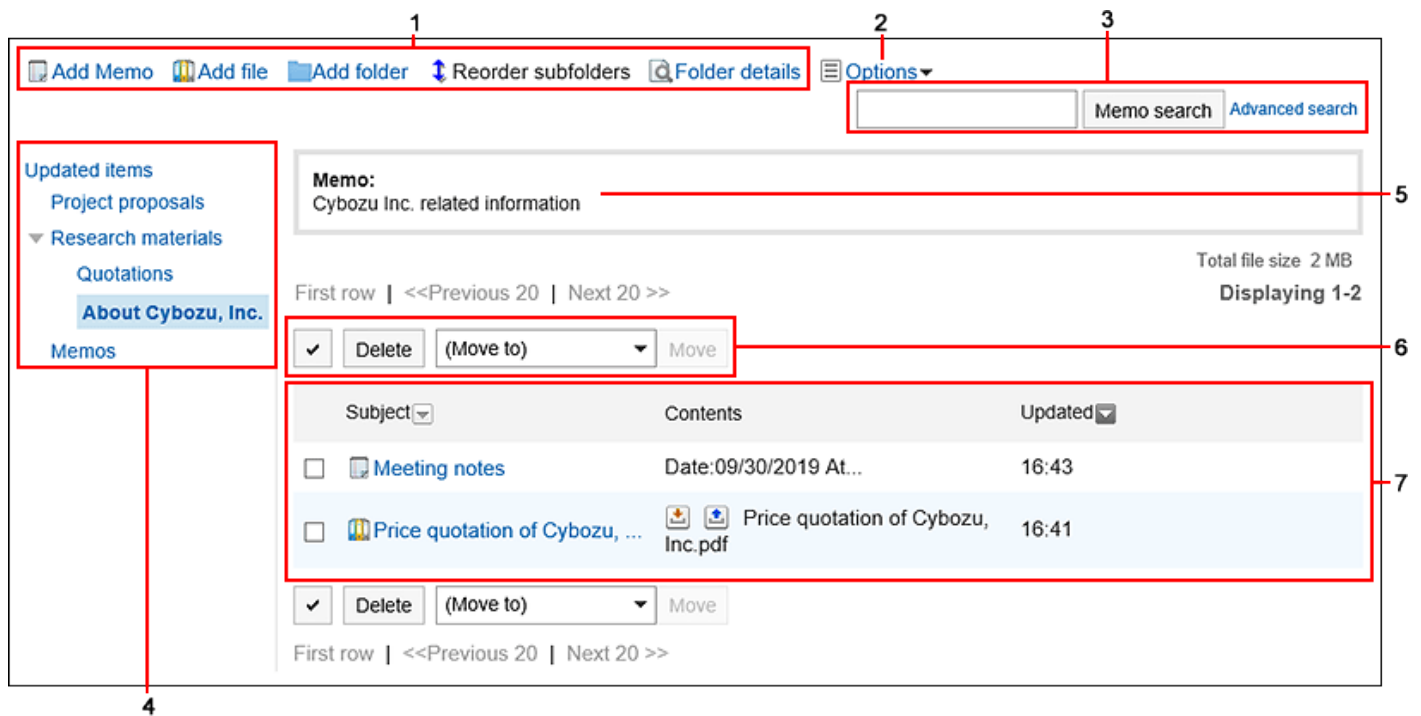 1 2 3
Add Memo Add file Add folder Reorder subfolders Folder details Options
Memo search Advanced search
Updated items
Project proposals
Research materials
Quotations
About Cybozu, Inc.
Memos
4
Memo:
Cybozu Inc. related information
5
Total file size 2 MB
First row | <<Previous 20 | Next 20 >>
Displaying 1-2
Delete (Move to) Move
6
Subject Contents Updated
Meeting notes Date:09/30/2019 At... 16:43
7
Price quotation of Cybozu, ... Price quotation of Cybozu, 16:41
Inc.pdf
Delete (Move to) Move
First row | <<Previous 20 | Next 20 >>